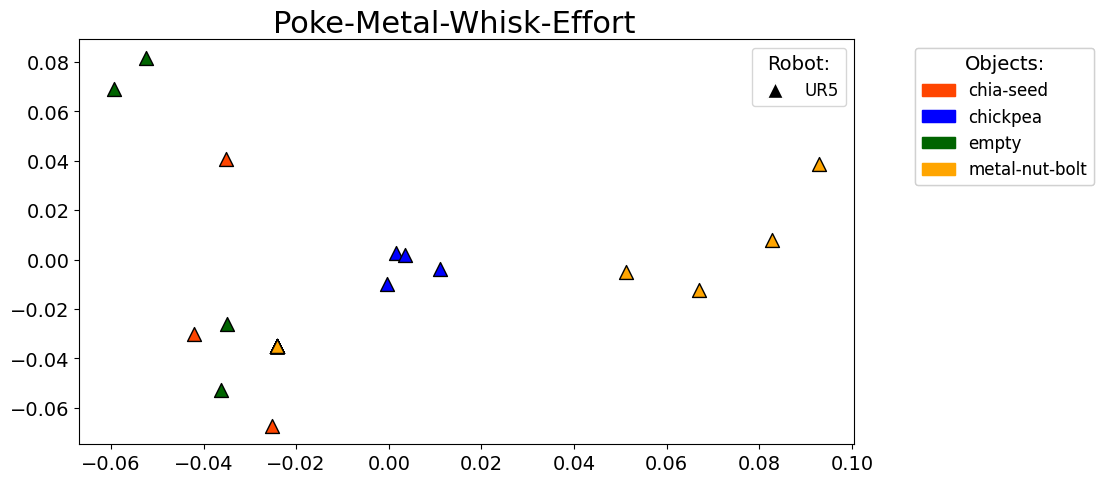 Poke-Metal-Whisk-Effort
Robot:
UR5
Objects:
chia-seed
chickpea
empty
metal-nut-bolt
0.08
0.06
0.04
0.02
0.00
−0.02
−0.04
−0.06
−0.06 −0.04 −0.02 0.00 0.02 0.04 0.06 0.08 0.10